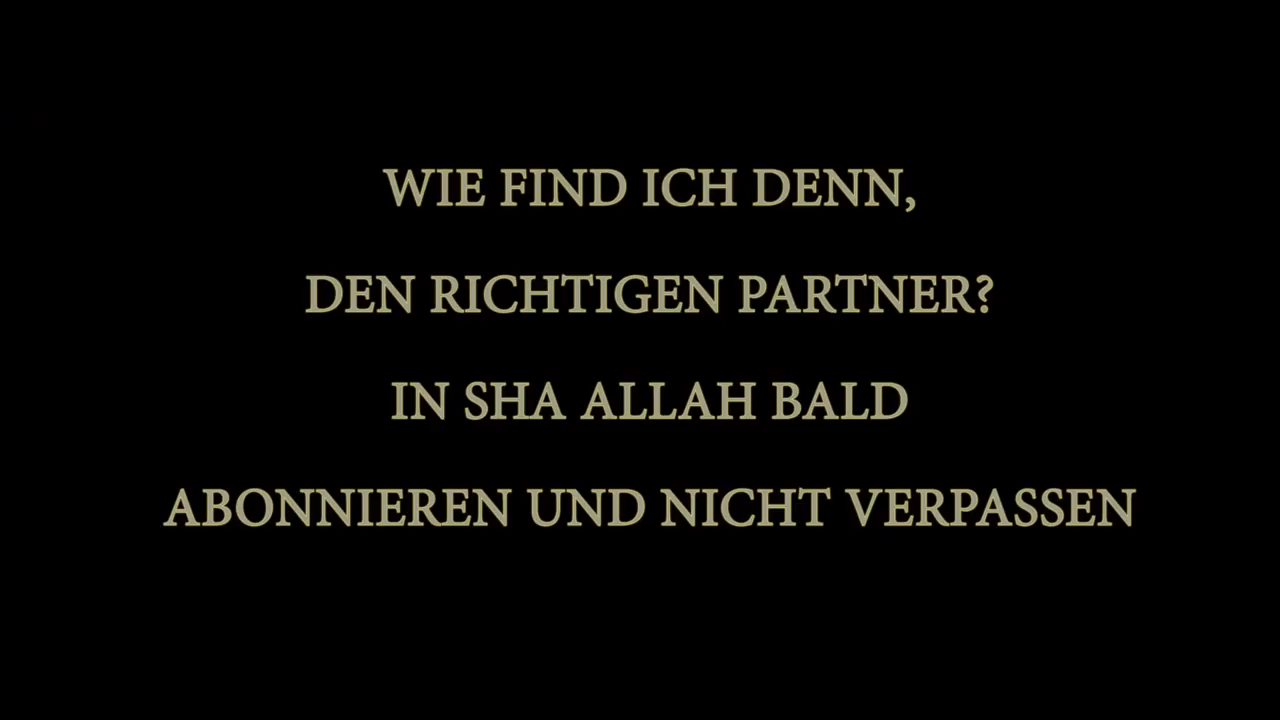 WIE FIND ICH DENN,
DEN RICHTIGEN PARTNER?
IN SHA ALLAH BALD
ABONNIEREN UND NICHT VERPASSEN